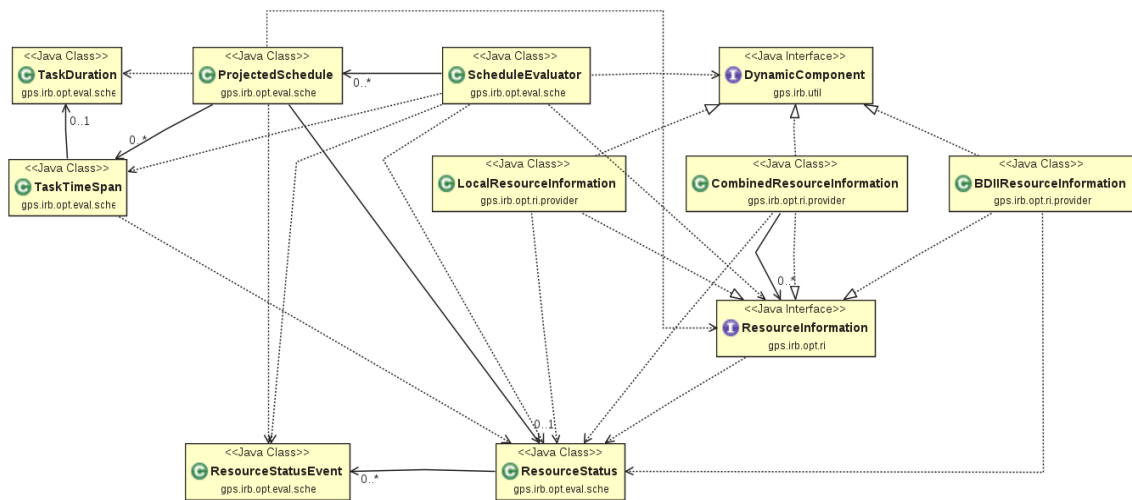 <<Java Class>>
TaskDuration
gps.irb.opt.eval.sche
<<Java Class>>
ProjectedSchedule
gps.irb.opt.eval.sche
<<Java Class>>
ScheduleEvaluator
gps.irb.opt.eval.sche
<<Java Interface>>
DynamicComponent
gps.irb.util
0..*
0..1
0..*
<<Java Class>>
TaskTimeSpan
gps.irb.opt.eval.sche
<<Java Class>>
LocalResourceInformation
gps.irb.opt.ri.provider
<<Java Class>>
CombinedResourceInformation
gps.irb.opt.ri.provider
<<Java Class>>
BDIIResourceInformation
gps.irb.opt.ri.provider
0..*
<<Java Interface>>
ResourceInformation
gps.irb.opt.ri
0..1
<<Java Class>>
ResourceStatusEvent
gps.irb.opt.eval.sche
0..*
<<Java Class>>
ResourceStatus
gps.irb.opt.eval.sche